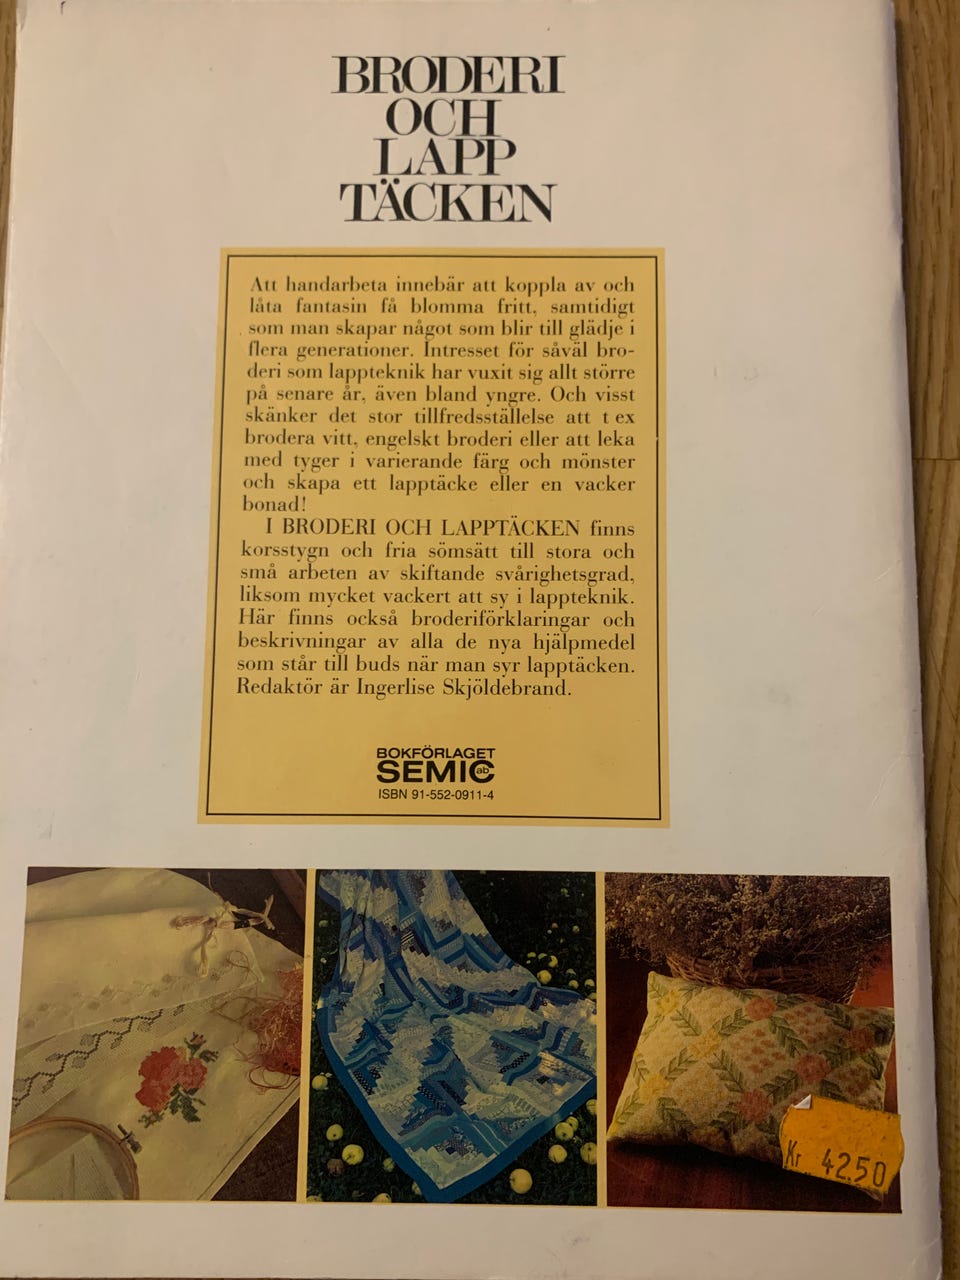 BRODERI
OCH
LAPP
TÄCKEN
Att handarbeta innebär att koppla av och
låta fantasin få blomma fritt, samtidigt
som man skapar något som blir till glädje i
flera generationer. Intresset för såväl bro-
deri som lappteknik har vuxit sig allt större
på senare år, även bland yngre. Och visst
skänker det stor tillfredsställelse att t ex
brodera vitt, engelskt broderi eller att leka
med tyger i varierande färg och mönster
och skapa ett lapptäcke eller en vacker
bonad!
I BRODERI OCH LAPPTÄCKEN finns
korsstygn och fria sömsätt till stora och
små arbeten av skiftande svårighetsgrad,
liksom mycket vackert att sy i lappteknik.
Här finns också broderiförklaringar och
beskrivningar av alla de nya hjälpmedel
som står till buds när man syr lapptäcken.
Redaktör är Ingerlise Skjöldebrand.
BOKFÖRLAGET
SEMIC ab
ISBN 91-552-0911-4
Kr 42.50